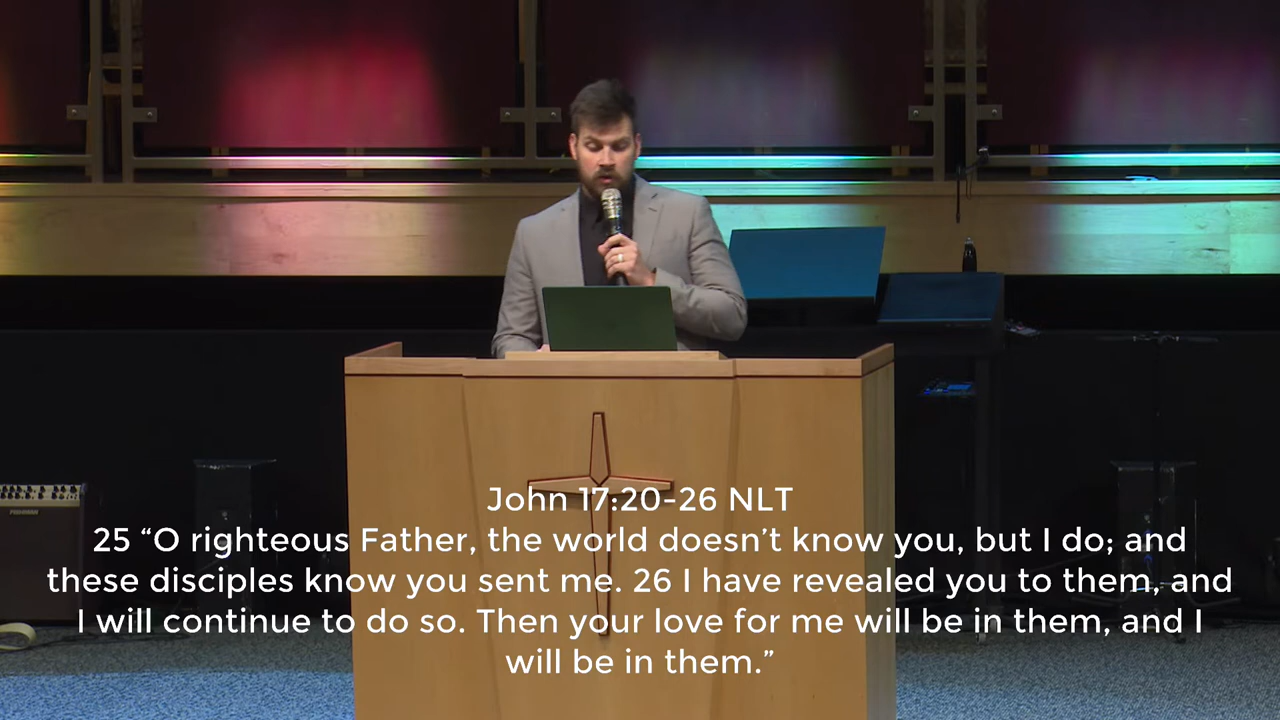 John 17:20-26 NLT
25 “O righteous Father, the world doesn’t know you, but I do; and
these disciples know you sent me. 26 I have revealed you to them, and
I will continue to do so. Then your love for me will be in them, and I
will be in them.”